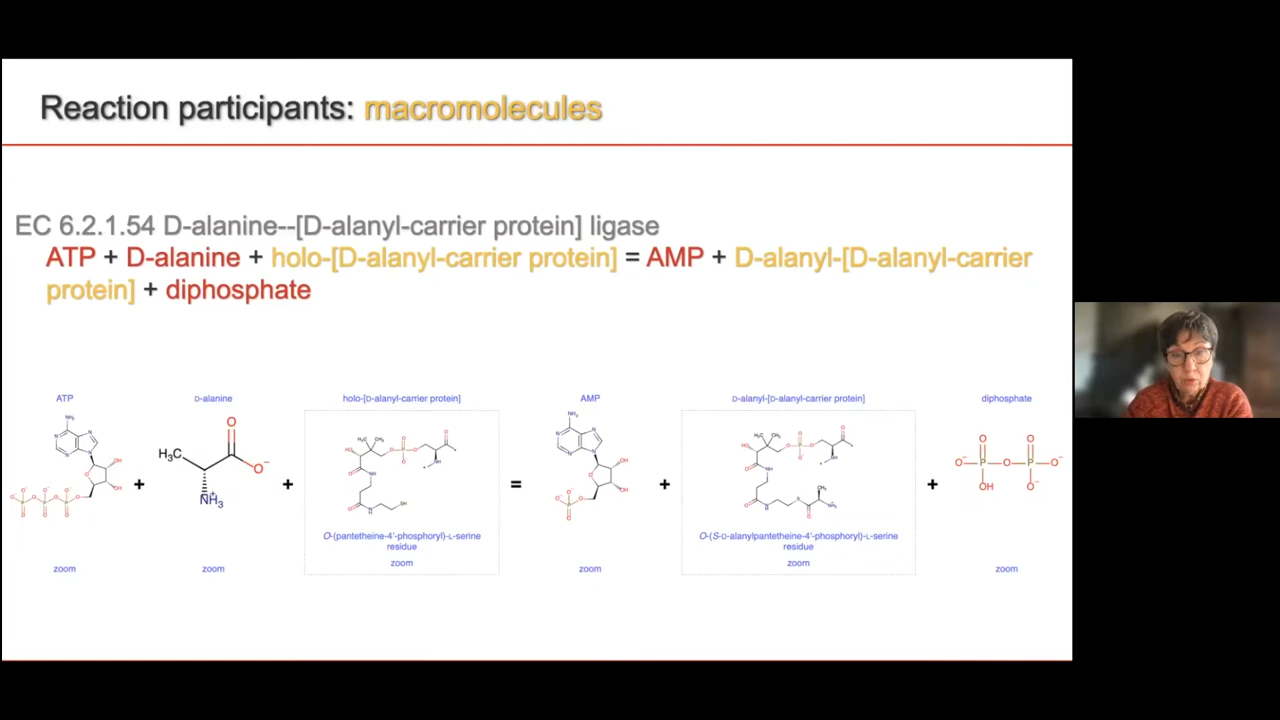 Reaction participants: macromolecules
EC 6.2.1.54 D-alanine--[D-alanyl-carrier protein] ligase
ATP + D-alanine + holo-[D-alanyl-carrier protein] = AMP + D-alanyl-[D-alanyl-carrier
protein] + diphosphate
ATP
D-alanine
holo-[D-alanyl-carrier protein]
AMP
D-alanyl-[D-alanyl-carrier protein]
diphosphate
+
+
=
+
+
O-(pantetheine-4'-phosphoryl)-L-serine
residue
O-(S-D-alanylpantetheine-4'-phosphoryl)-L-serine
residue
zoom
zoom
zoom
zoom
zoom
zoom